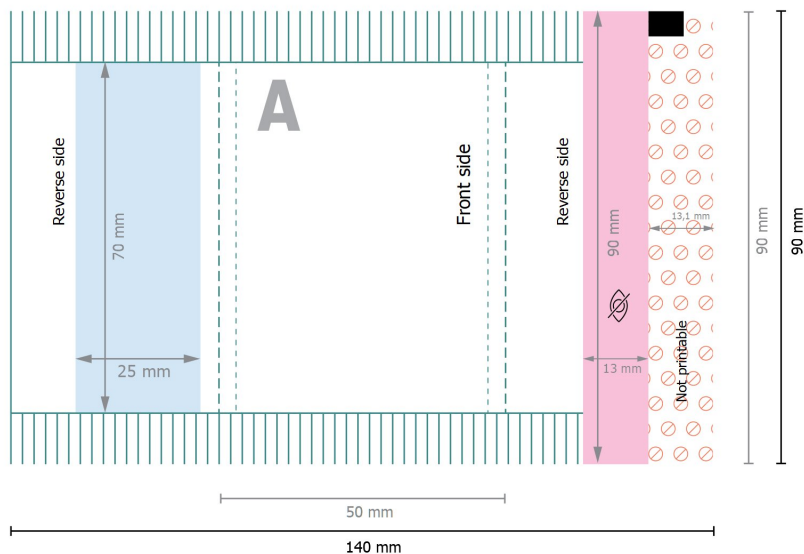 A
Reverse side
70 mm
25 mm
Front side
Reverse side
90 mm
13 mm
13,1 mm
Not printable
90 mm
90 mm
50 mm
140 mm